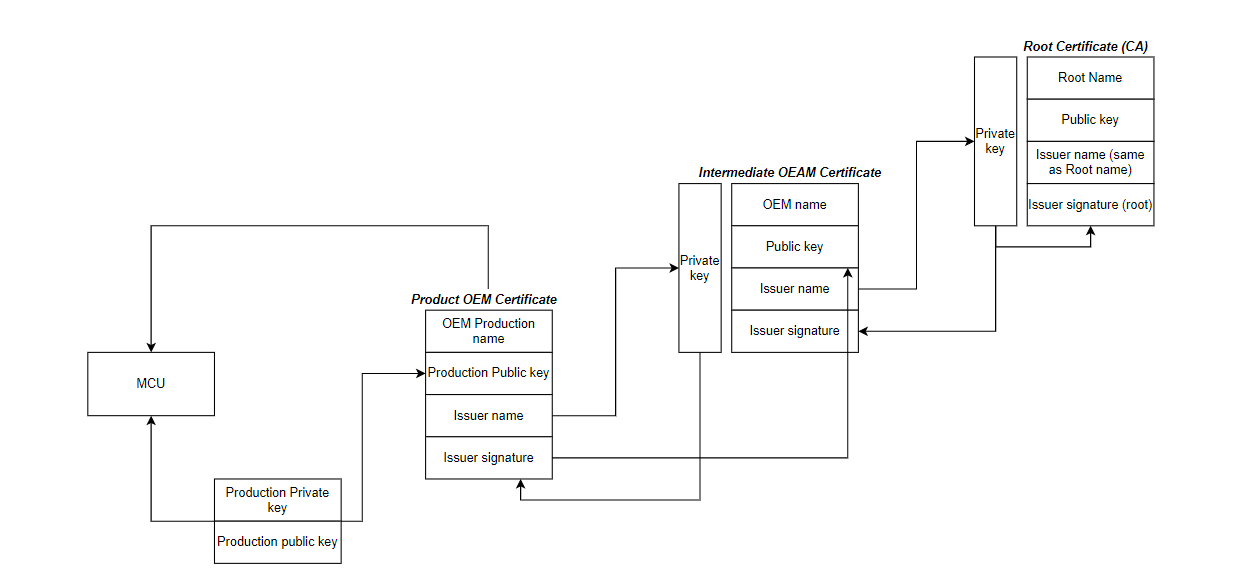 Root Certificate (CA)
Root Name
Public key
Private
key
Issuer name (same
as Root name)
Issuer signature (root)
Intermediate OEAM Certificate
OEM name
Public key
Private
key
Issuer name
Issuer signature
Product OEM Certificate
OEM Production
name
Production Public key
Issuer name
Issuer signature
MCU
Production Private
key
Production public key